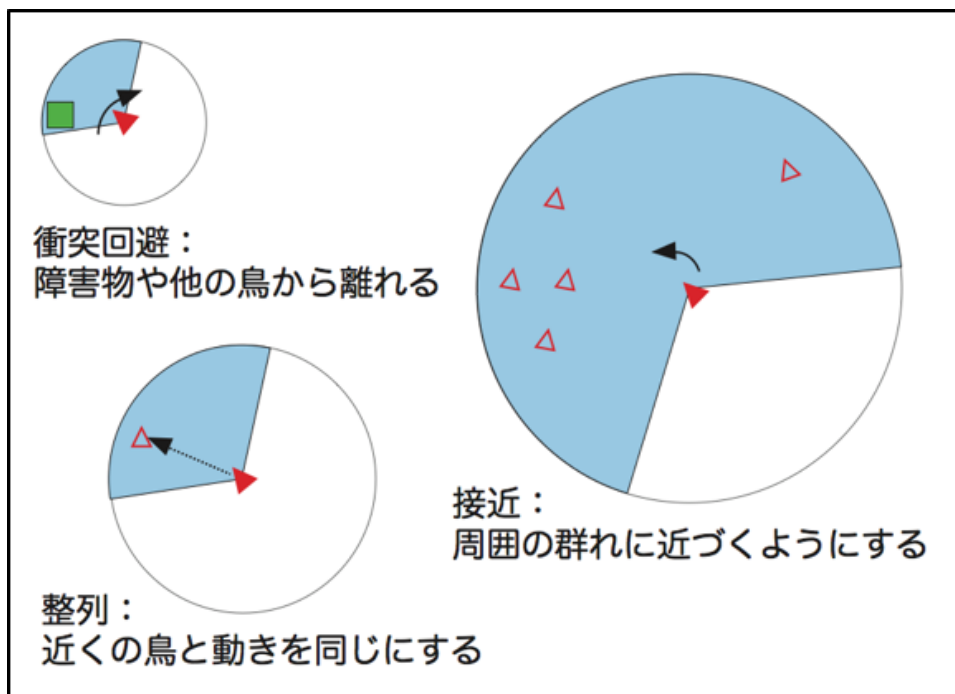 衝突回避：
障害物や他の鳥から離れる
整列：
近くの鳥と動きを同じにする
接近：
周囲の群れに近づくようにする